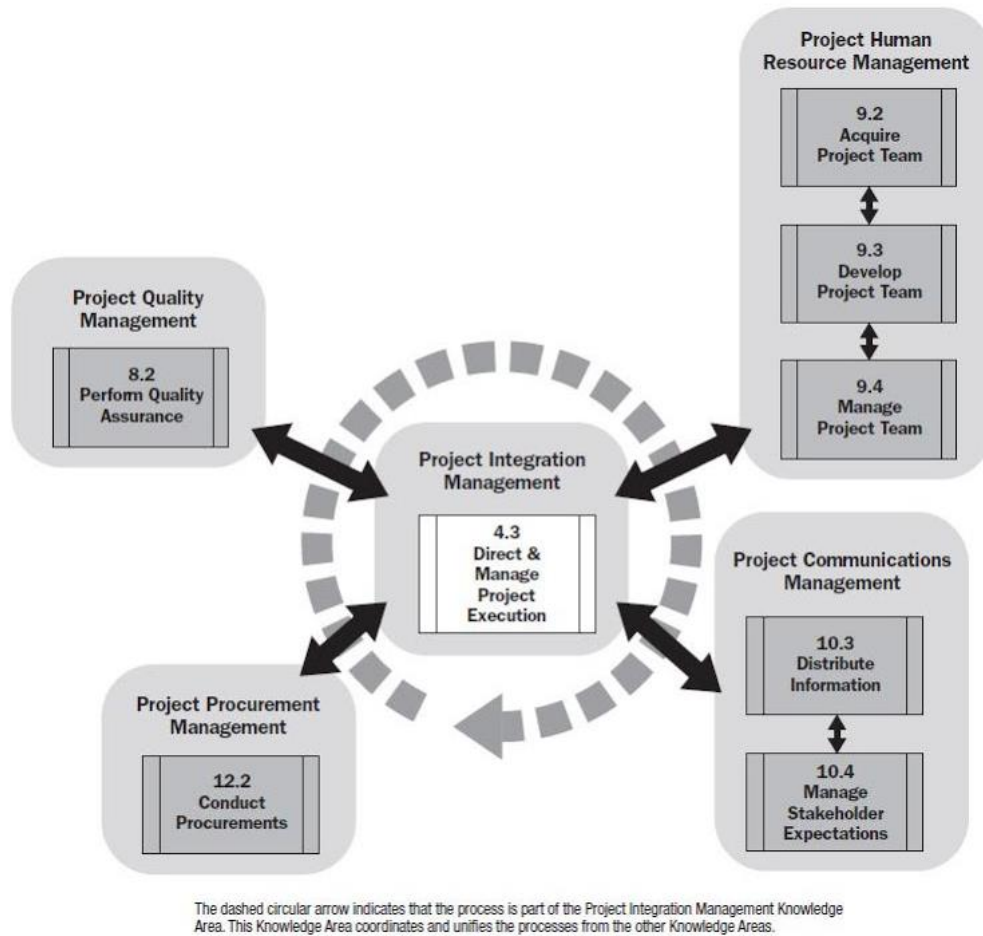 Project Human
Resource Management
9.2
Acquire
Project Team
9.3
Develop
Project Team
9.4
Manage
Project Team
Project Quality
Management
8.2
Perform Quality
Assurance
Project Integration
Management
4.3
Direct &
Manage
Project
Execution
Project Communications
Management
10.3
Distribute
Information
10.4
Manage
Stakeholder
Expectations
Project Procurement
Management
12.2
Conduct
Procurements
The dashed circular arrow indicates that the process is part of the Project Integration Management Knowledge
Area. This Knowledge Area coordinates and unifies the processes from the other Knowledge Areas.